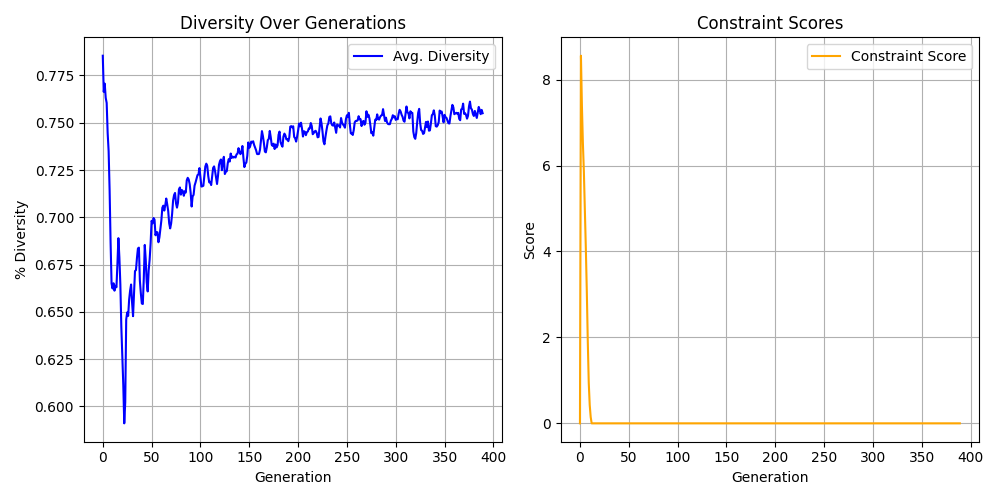 Diversity Over Generations
Avg. Diversity
% Diversity
0.775
0.750
0.725
0.700
0.675
0.650
0.625
0.600
0 50 100 150 200 250 300 350 400
Generation
Constraint Scores
Constraint Score
Score
8
6
4
2
0
0 50 100 150 200 250 300 350 400
Generation